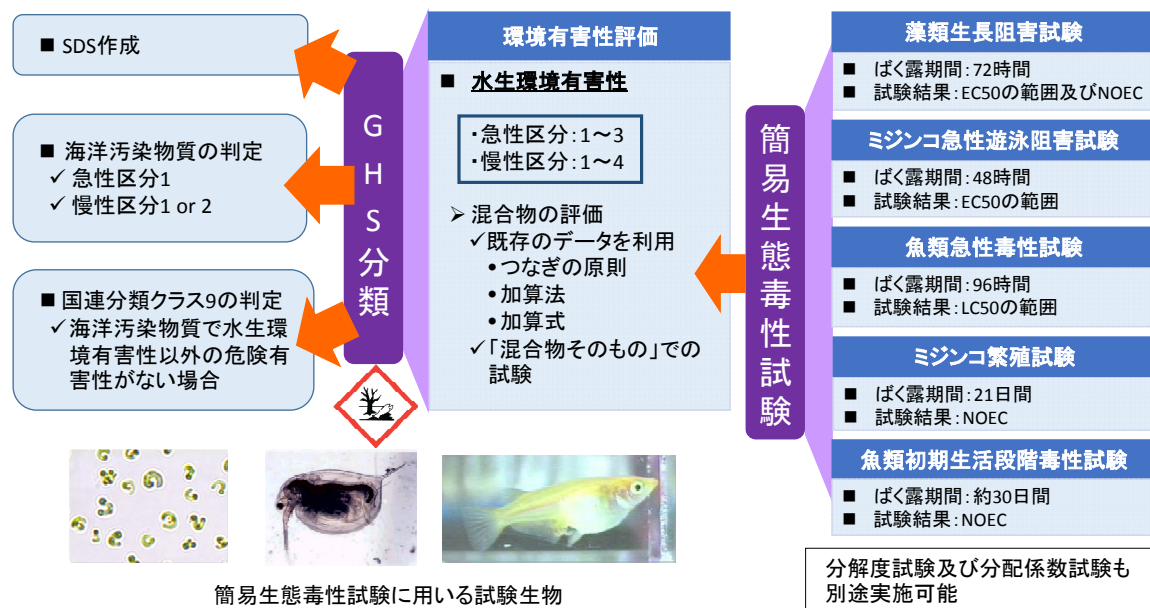 ■ SDS作成
■ 海洋汚染物質の判定
✓ 急性区分1
✓ 慢性区分1 or 2
■ 国連分類クラス9の判定
✓ 海洋汚染物質で水生環
境有害性以外の危険有
害性がない場合
GHS分類
環境有害性評価
■ 水生環境有害性
・急性区分:1～3
・慢性区分:1～4
➢ 混合物の評価
✓既存のデータを利用
•つなぎの原則
•加算法
•加算式
✓「混合物そのもの」での
試験
簡易生態毒性試験
藻類生長阻害試験
■ ばく露期間:72時間
■ 試験結果:EC50の範囲及びNOEC
ミジンコ急性遊泳阻害試験
■ ばく露期間:48時間
■ 試験結果:EC50の範囲
魚類急性毒性試験
■ ばく露期間:96時間
■ 試験結果:LC50の範囲
ミジンコ繁殖試験
■ ばく露期間:21日間
■ 試験結果:NOEC
魚類初期生活段階毒性試験
■ ばく露期間:約30日間
■ 試験結果:NOEC
簡易生態毒性試験に用いる試験生物
分解度試験及び分配係数試験も
別途実施可能